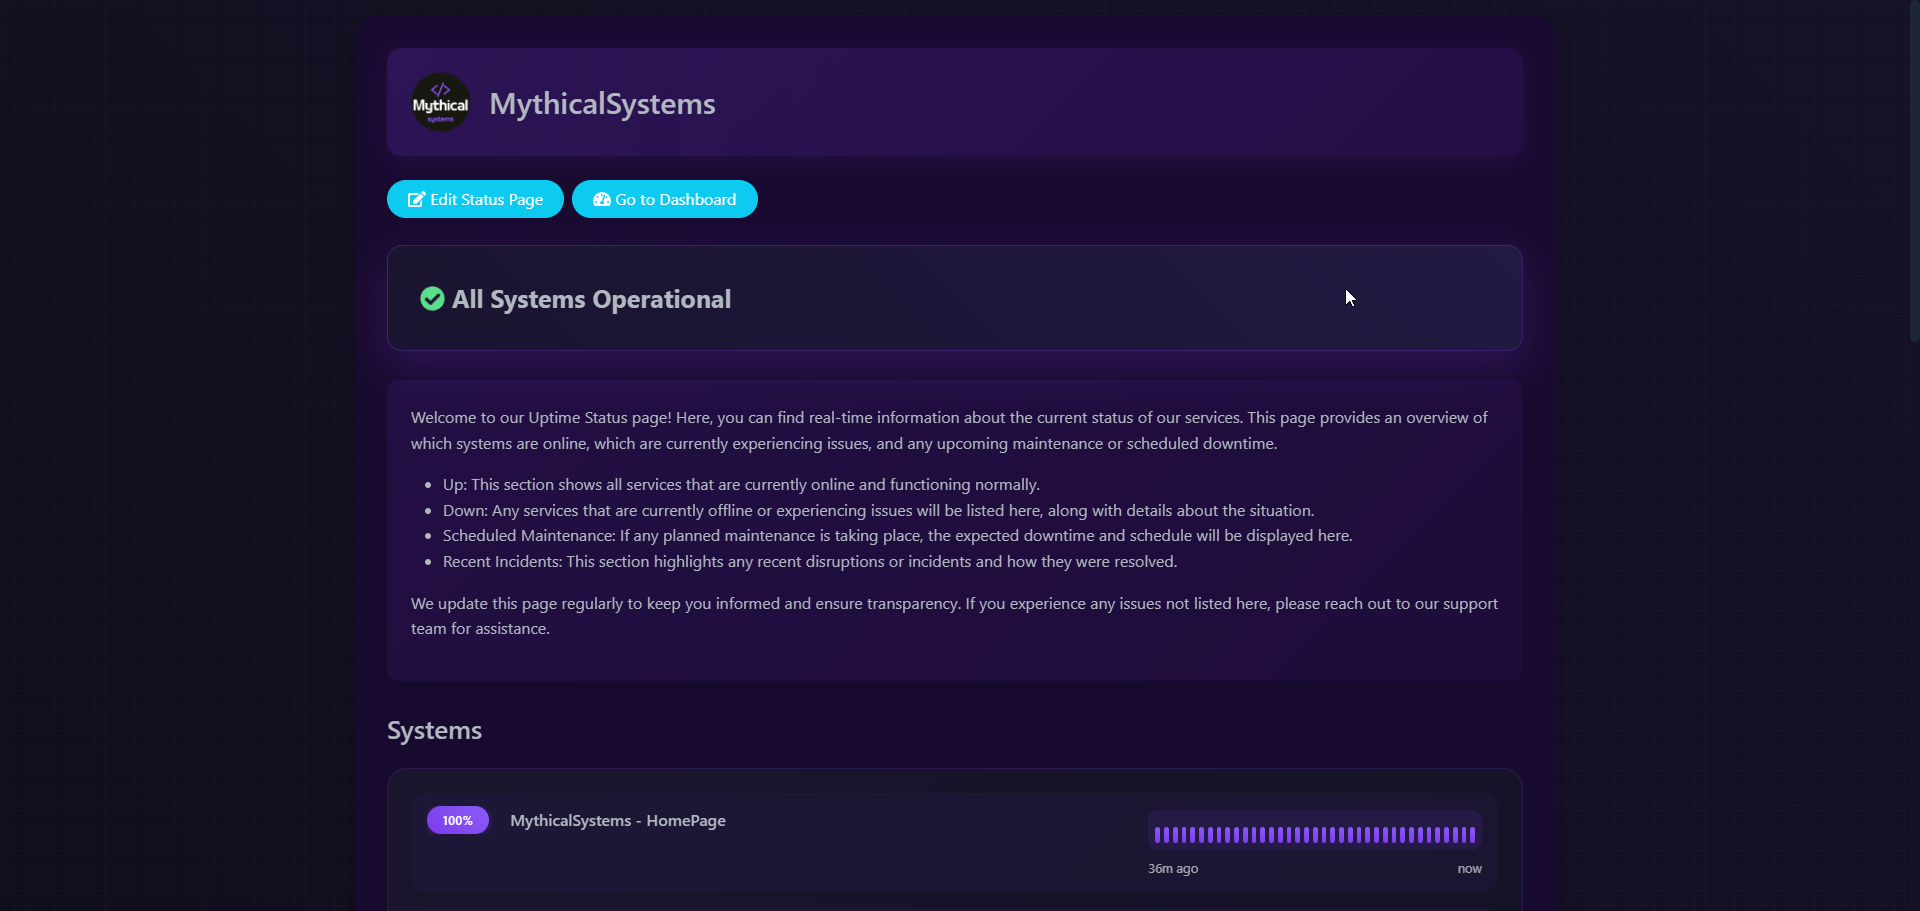 </>
Mythical
systems
MythicalSystems
Edit Status Page
Go to Dashboard
All Systems Operational
Welcome to our Uptime Status page! Here, you can find real-time information about the current status of our services. This page provides an overview of
which systems are online, which are currently experiencing issues, and any upcoming maintenance or scheduled downtime.
• Up: This section shows all services that are currently online and functioning normally.
• Down: Any services that are currently offline or experiencing issues will be listed here, along with details about the situation.
• Scheduled Maintenance: If any planned maintenance is taking place, the expected downtime and schedule will be displayed here.
• Recent Incidents: This section highlights any recent disruptions or incidents and how they were resolved.
We update this page regularly to keep you informed and ensure transparency. If you experience any issues not listed here, please reach out to our support
team for assistance.
Systems
100%
MythicalSystems - HomePage
36m ago
now